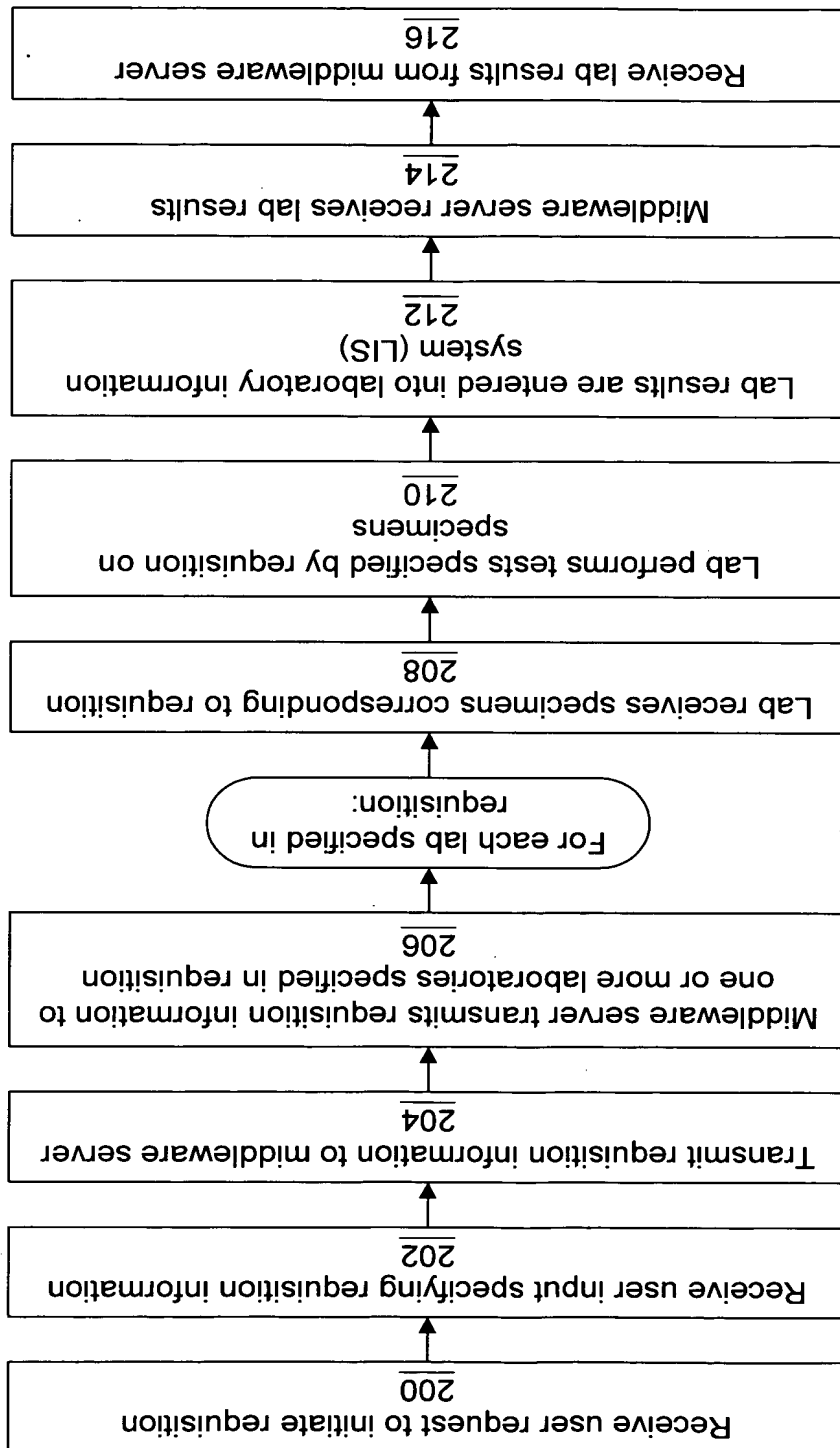 Receive user request to initiate requisition
200
Receive user input specifying requisition information
202
Transmit requisition information to middleware server
204
Middleware server transmits requisition information to
one or more laboratories specified in requisition
206
For each lab specified in
requisition:
Lab receives specimens corresponding to requisition
208
Lab performs tests specified by requisition on
specimens
210
Lab results are entered into laboratory information
system (LIS)
212
Middleware server receives lab results
214
Receive lab results from middleware server
216